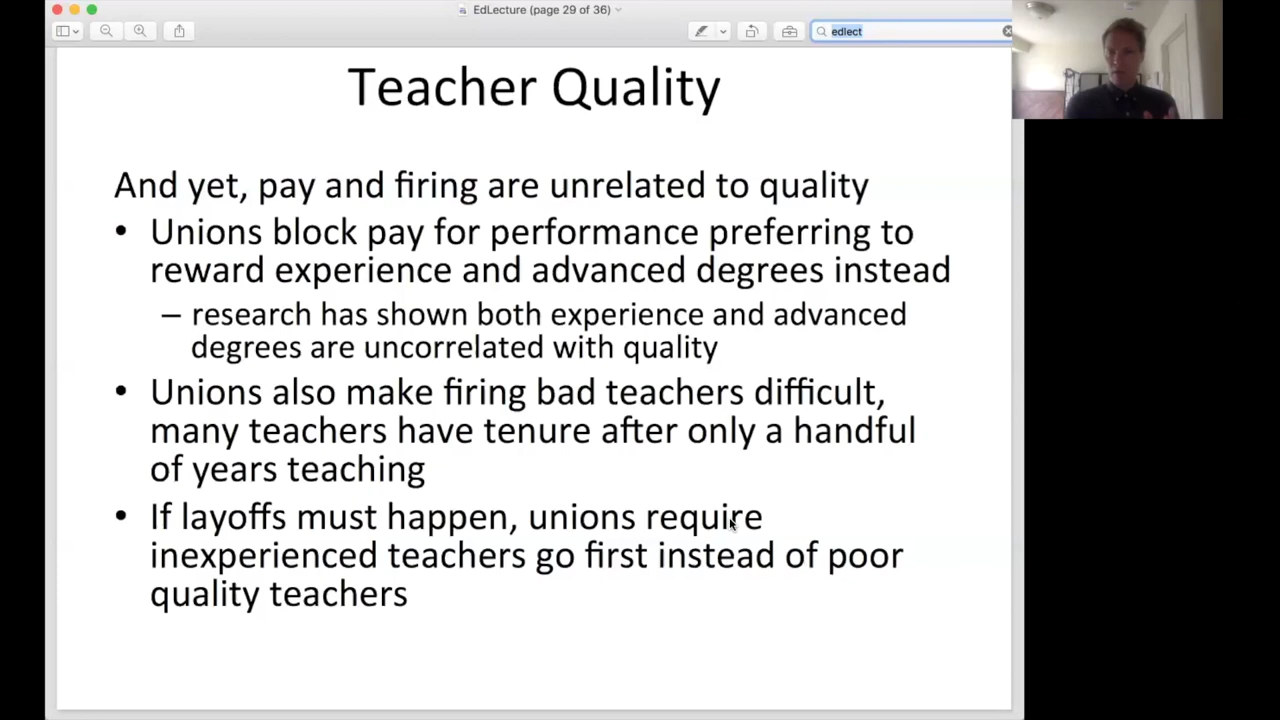 EdLecture (page 29 of 36)
edlect
Teacher Quality
And yet, pay and firing are unrelated to quality
• Unions block pay for performance preferring to
reward experience and advanced degrees instead
– research has shown both experience and advanced
degrees are uncorrelated with quality
• Unions also make firing bad teachers difficult,
many teachers have tenure after only a handful
of years teaching
• If layoffs must happen, unions require
inexperienced teachers go first instead of poor
quality teachers